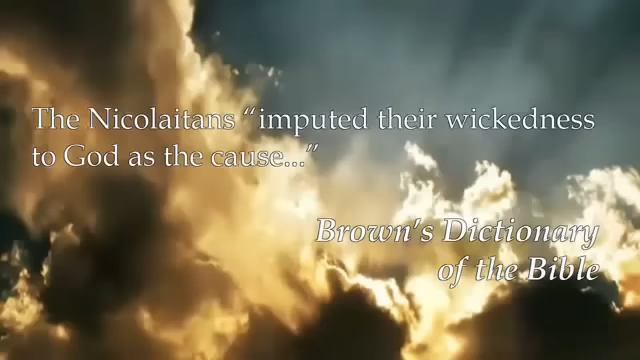 The Nicolaitans “imputed their wickedness
to God as the cause...”
Brown's Dictionary
of the Bible